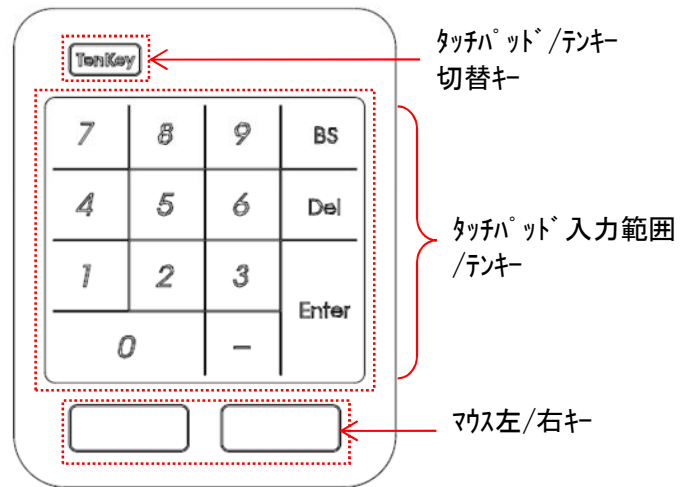 TenKey
ﾀｯﾁﾊﾟｯﾄﾞ/ﾃﾝｷｰ
切替キー
7 8 9 BS
4 5 6 Del
ﾀｯﾁﾊﾟｯﾄﾞ入力範囲
/ﾃﾝｷｰ
1 2 3
Enter
0 -
ﾏｳｽ左/右ｷｰ